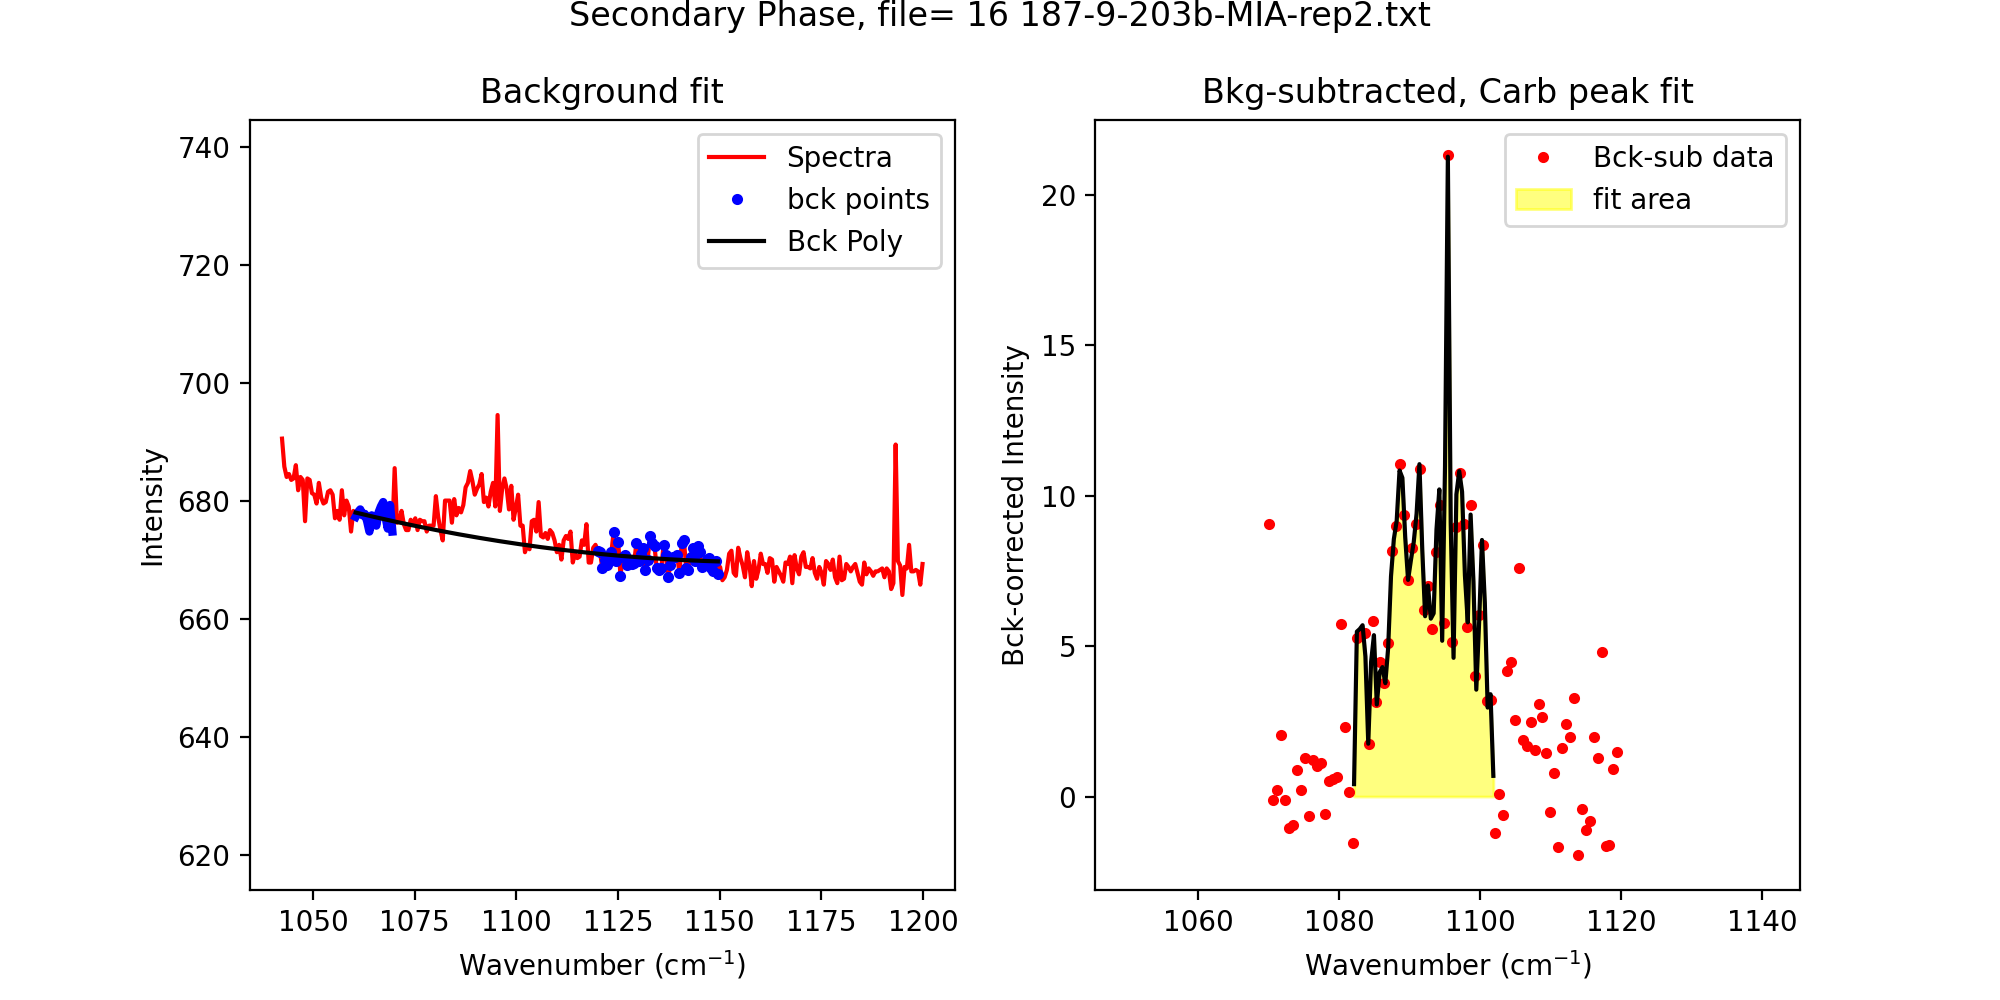 Secondary Phase, file= 16 187-9-203b-MIA-rep2.txt
Background fit
740
720
700
680
660
640
620
Intensity
Spectra
bck points
Bck Poly
1050 1075 1100 1125 1150 1175 1200
Wavenumber (cm⁻¹)
Bkg-subtracted, Carb peak fit
20
15
10
5
0
Bck-corrected Intensity
Bck-sub data
fit area
1060 1080 1100 1120 1140
Wavenumber (cm⁻¹)